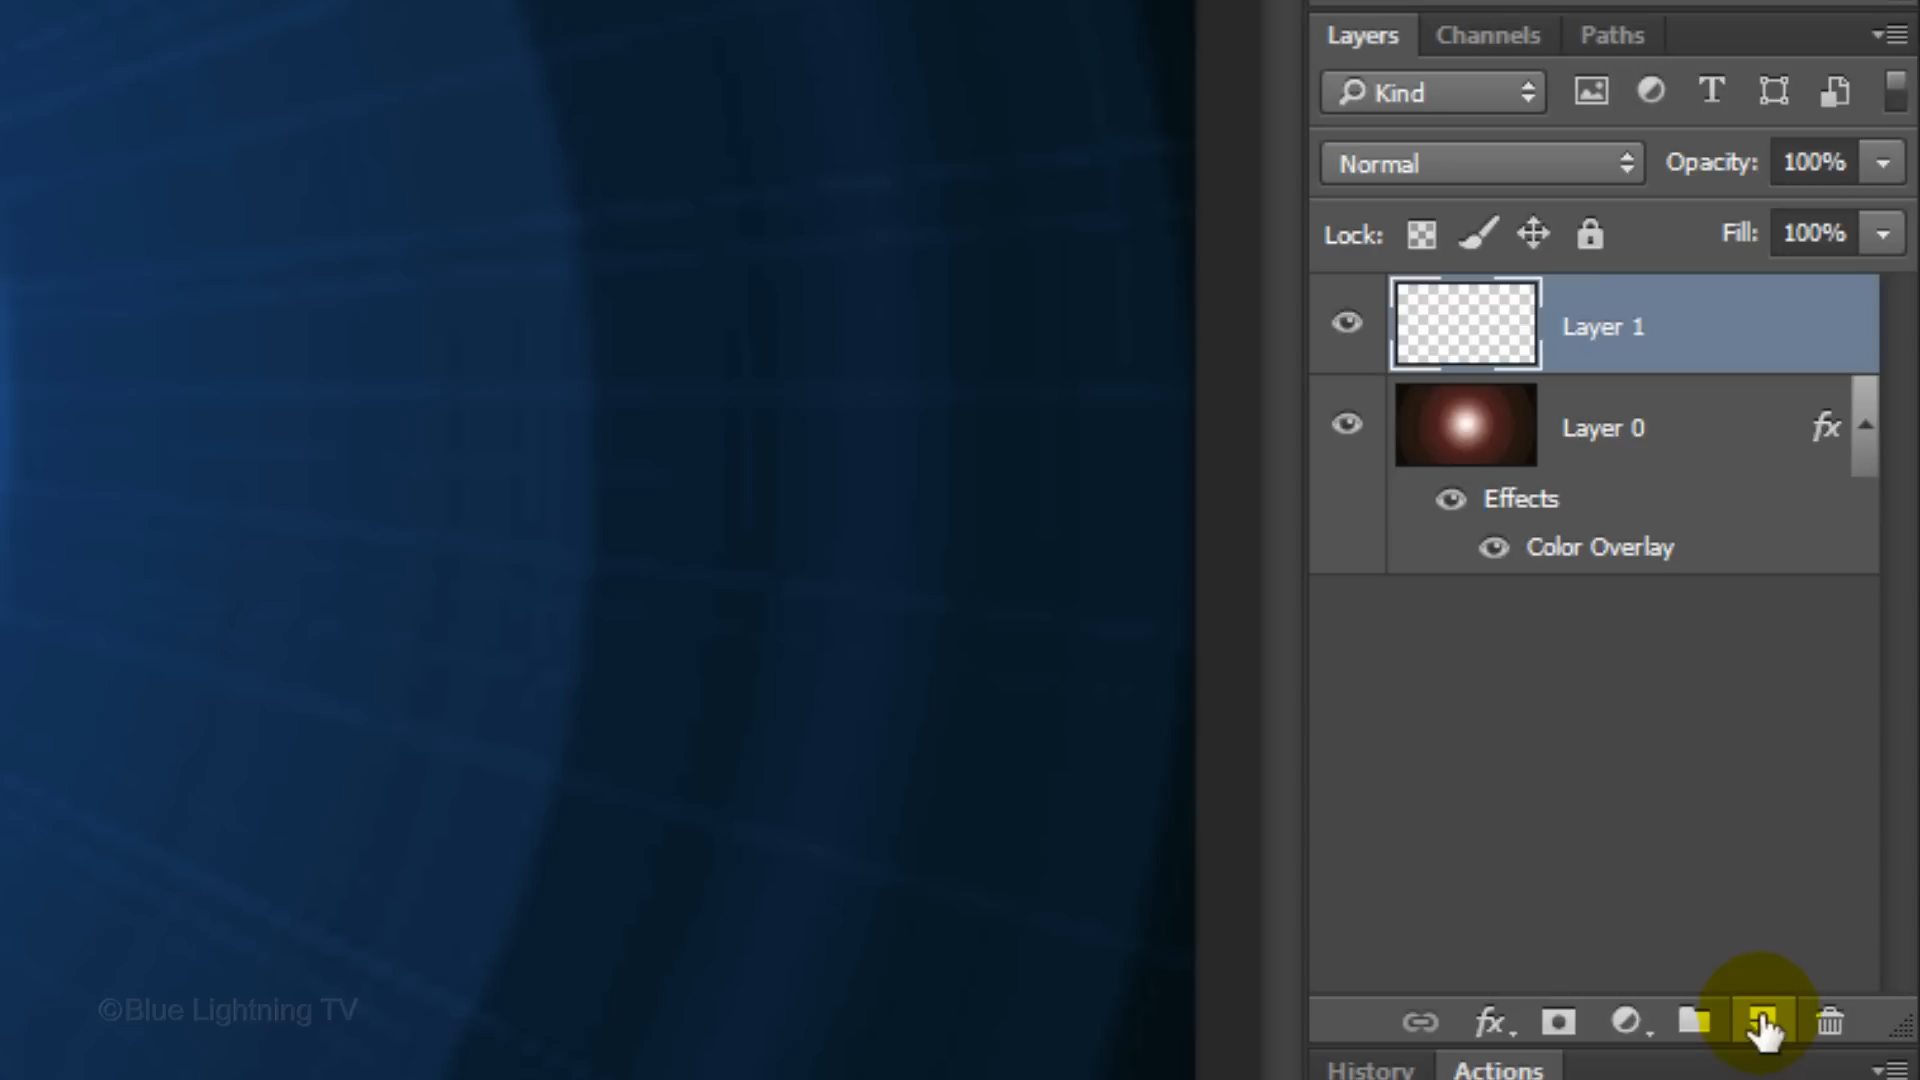 Layers Channels Paths
Kind T
Normal Opacity: 100%
Lock: Fill: 100%
Layer 1
Layer 0 fx
Effects
Color Overlay
©Blue Lightning TV
fx
History Actions